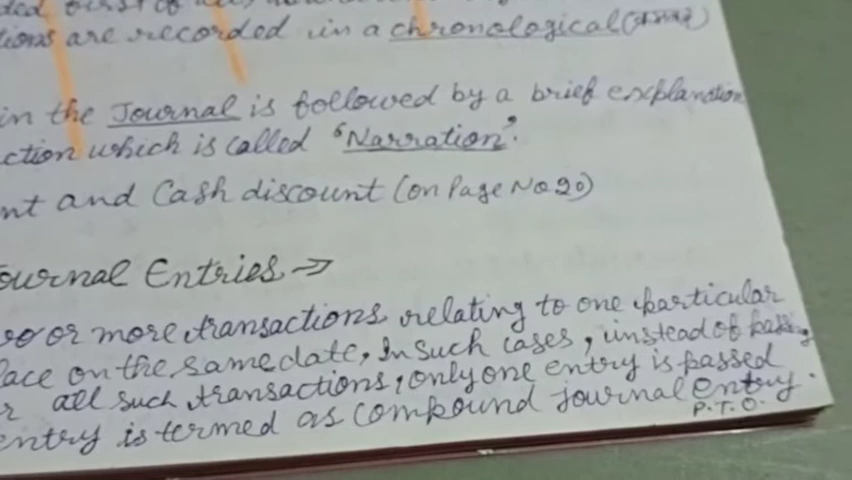 are recorded in a chronological
in the Journal is followed by a brief explanation
ction which is called "Narration".
nt and Cash discount (on Page No 20)
ournal Entries →
or more transactions relating to one particular
lace on the same date, In such cases, instead of passing
r all such transactions, only one entry is passed
entry is termed as compound journal entry.
P.T.O.